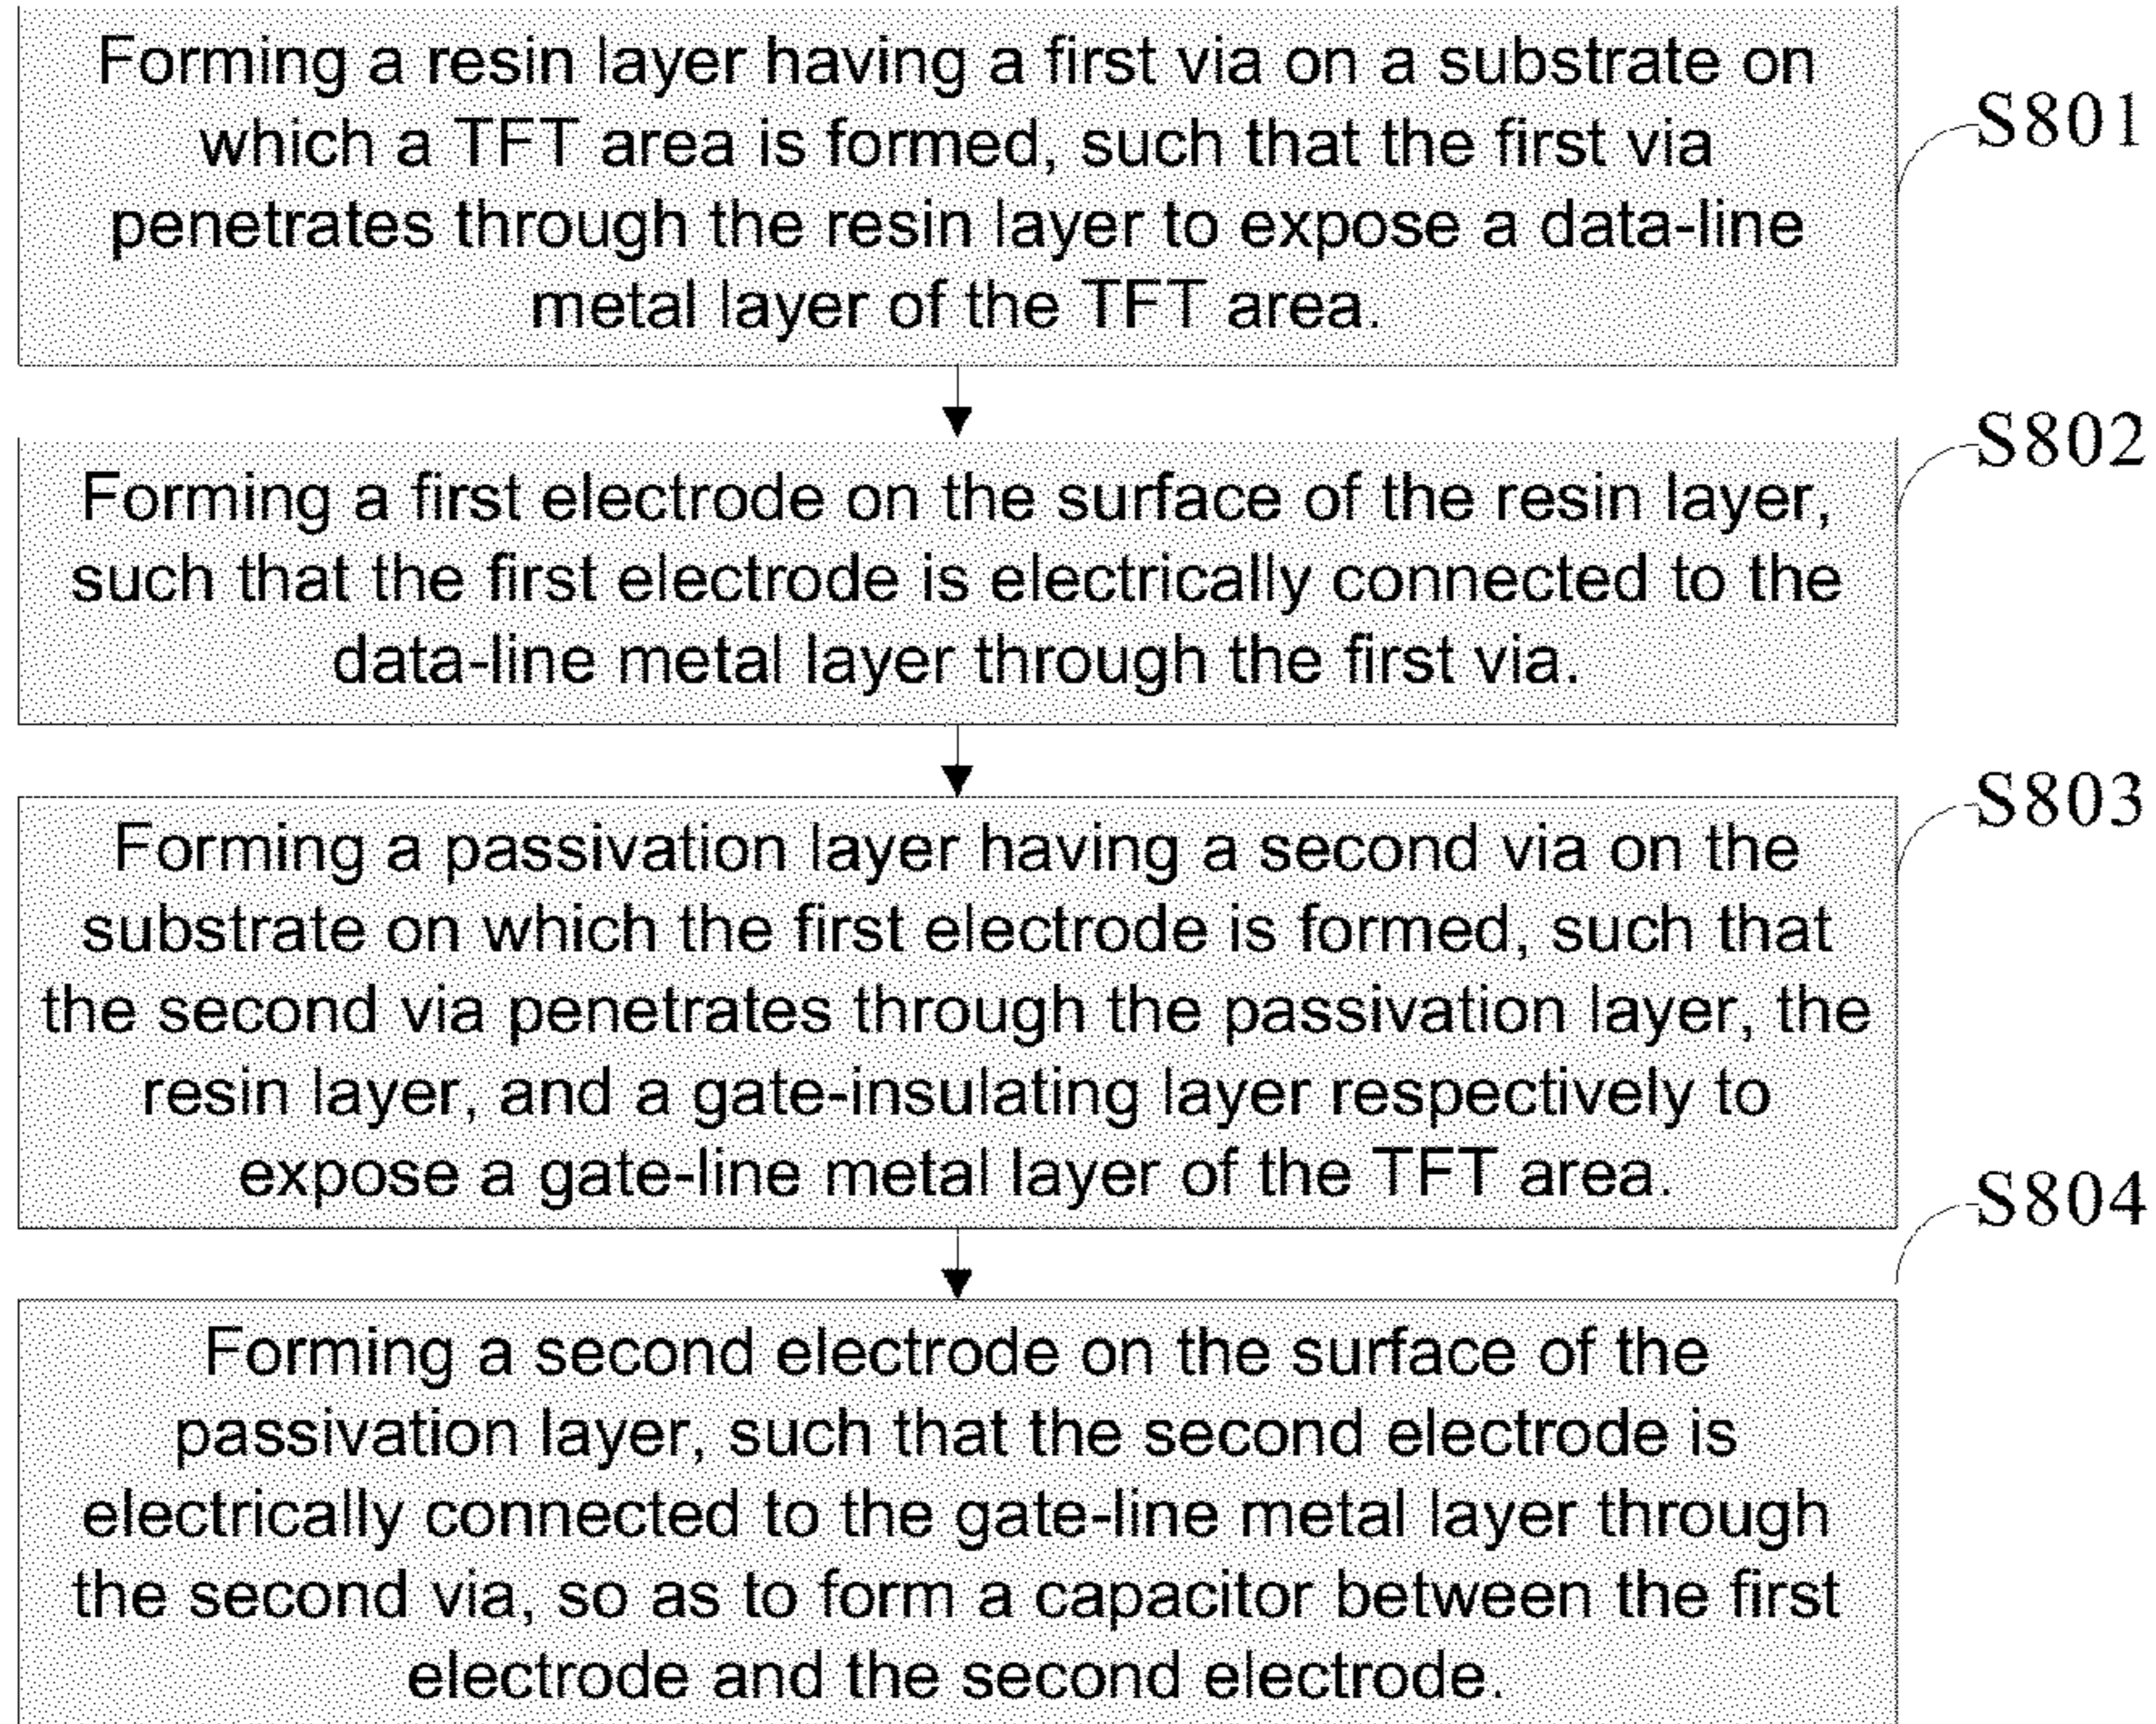 Forming a resin layer having a first via on a substrate on
which a TFT area is formed, such that the first via
penetrates through the resin layer to expose a data-line
metal layer of the TFT area.
S801
Forming a first electrode on the surface of the resin layer,
such that the first electrode is electrically connected to the
data-line metal layer through the first via.
S802
Forming a passivation layer having a second via on the
substrate on which the first electrode is formed, such that
the second via penetrates through the passivation layer, the
resin layer, and a gate-insulating layer respectively to
expose a gate-line metal layer of the TFT area.
S803
Forming a second electrode on the surface of the
passivation layer, such that the second electrode is
electrically connected to the gate-line metal layer through
the second via, so as to form a capacitor between the first
electrode and the second electrode.
S804